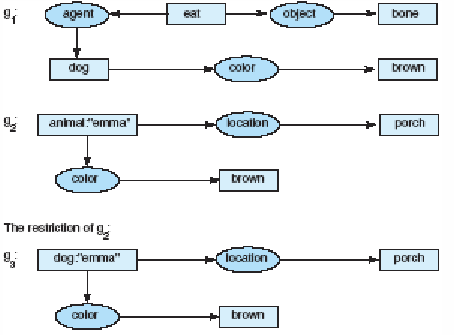 g1: agent eat object bone
dog color brown
g2: animal:"emma" location porch
color brown
The restriction of g2:
g3: dog:"emma" location porch
color brown